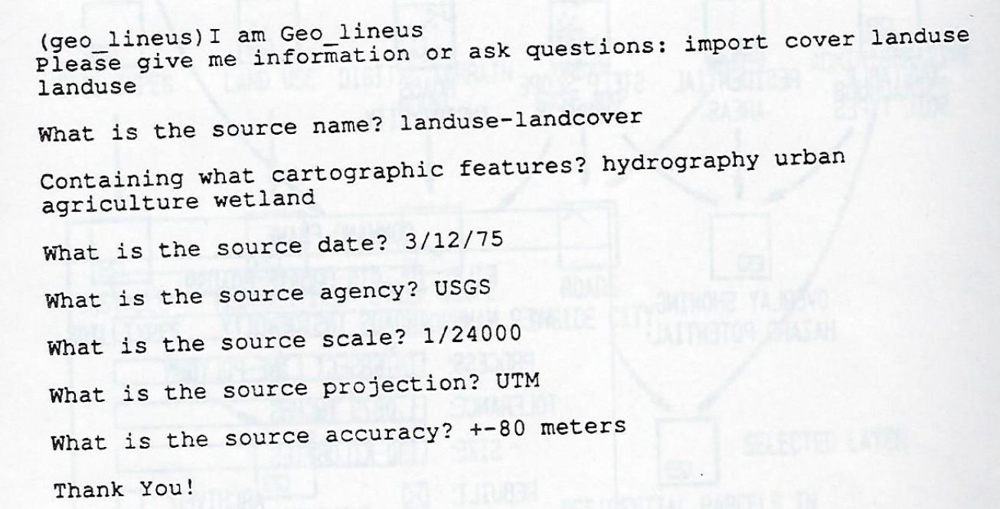 (geo_lineus)I am Geo_lineus
Please give me information or ask questions: import cover landuse
landuse
What is the source name? landuse-landcover
Containing what cartographic features? hydrography urban
agriculture wetland
What is the source date? 3/12/75
What is the source agency? USGS
What is the source scale? 1/24000
What is the source projection? UTM
What is the source accuracy? +-80 meters
Thank You!